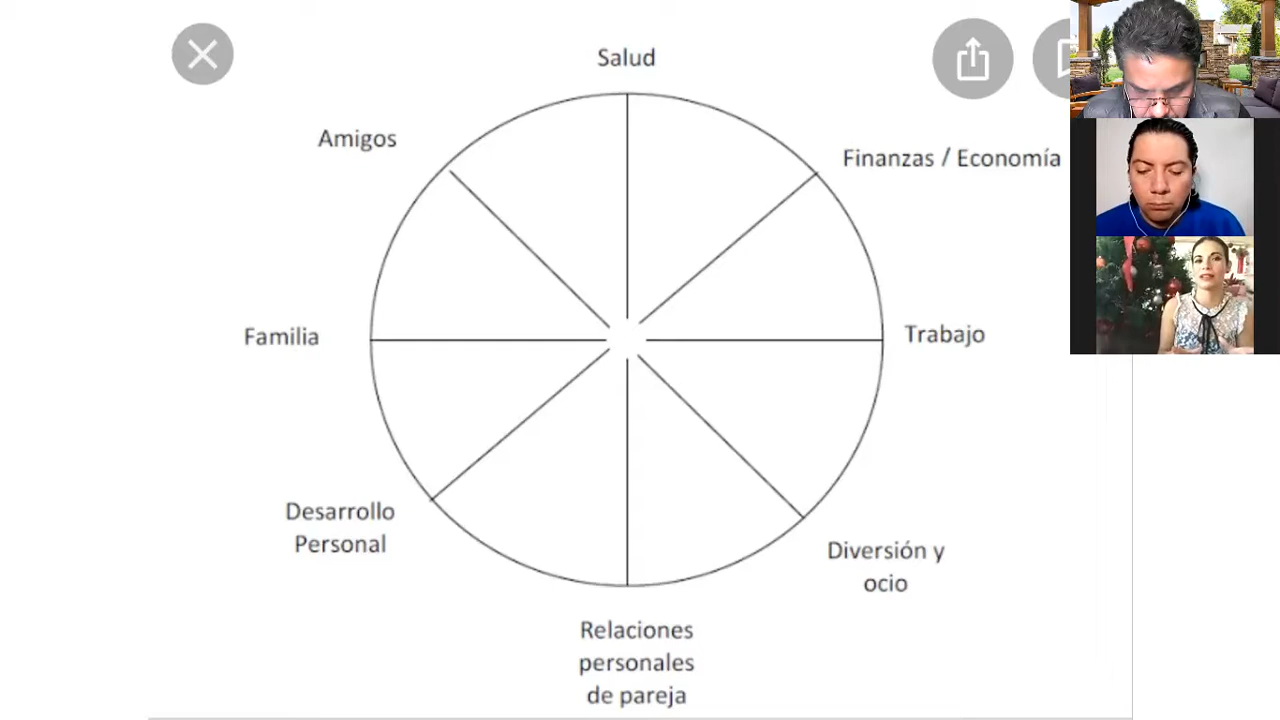 Salud
Amigos
Finanzas / Economía
Familia
Trabajo
Desarrollo
Personal
Diversión y
ocio
Relaciones
personales
de pareja